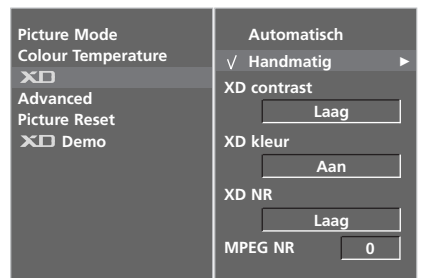 Picture Mode
Colour Temperature
XD
Advanced
Picture Reset
XD Demo
Automatisch
√ Handmatig ►
XD contrast
Laag
XD kleur
Aan
XD NR
Laag
MPEG NR 0